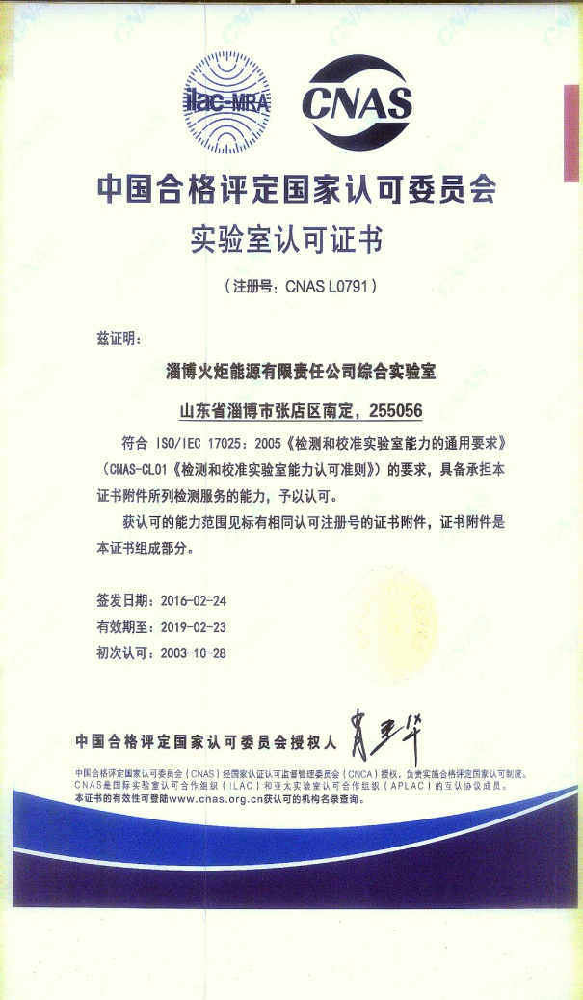 ilac-MRA
CNAS
中国合格评定国家认可委员会
实验室认可证书
（注册号：CNAS L0791）
兹证明：
淄博火炬能源有限责任公司综合实验室
山东省淄博市张店区南定，255056
符合 ISO/IEC 17025：2005《检测和校准实验室能力的通用要求》
（CNAS-CL01《检测和校准实验室能力认可准则》）的要求，具备承担本
证书附件所列检测服务的能力，予以认可。
获认可的能力范围见标有相同认可注册号的证书附件，证书附件是
本证书组成部分。
签发日期：2016-02-24
有效期至：2019-02-23
初次认可：2003-10-28
中国合格评定国家认可委员会授权人
中国合格评定国家认可委员会（CNAS）经国家认证认可监督管理委员会（CNCA）授权，负责实施合格评定国家认可制度。
CNAS是国际实验室认可合作组织（ILAC）和亚太实验室认可合作组织（APLAC）的互认协议成员。
本证书的有效性可登陆www.cnas.org.cn获认可的机构名录查询。